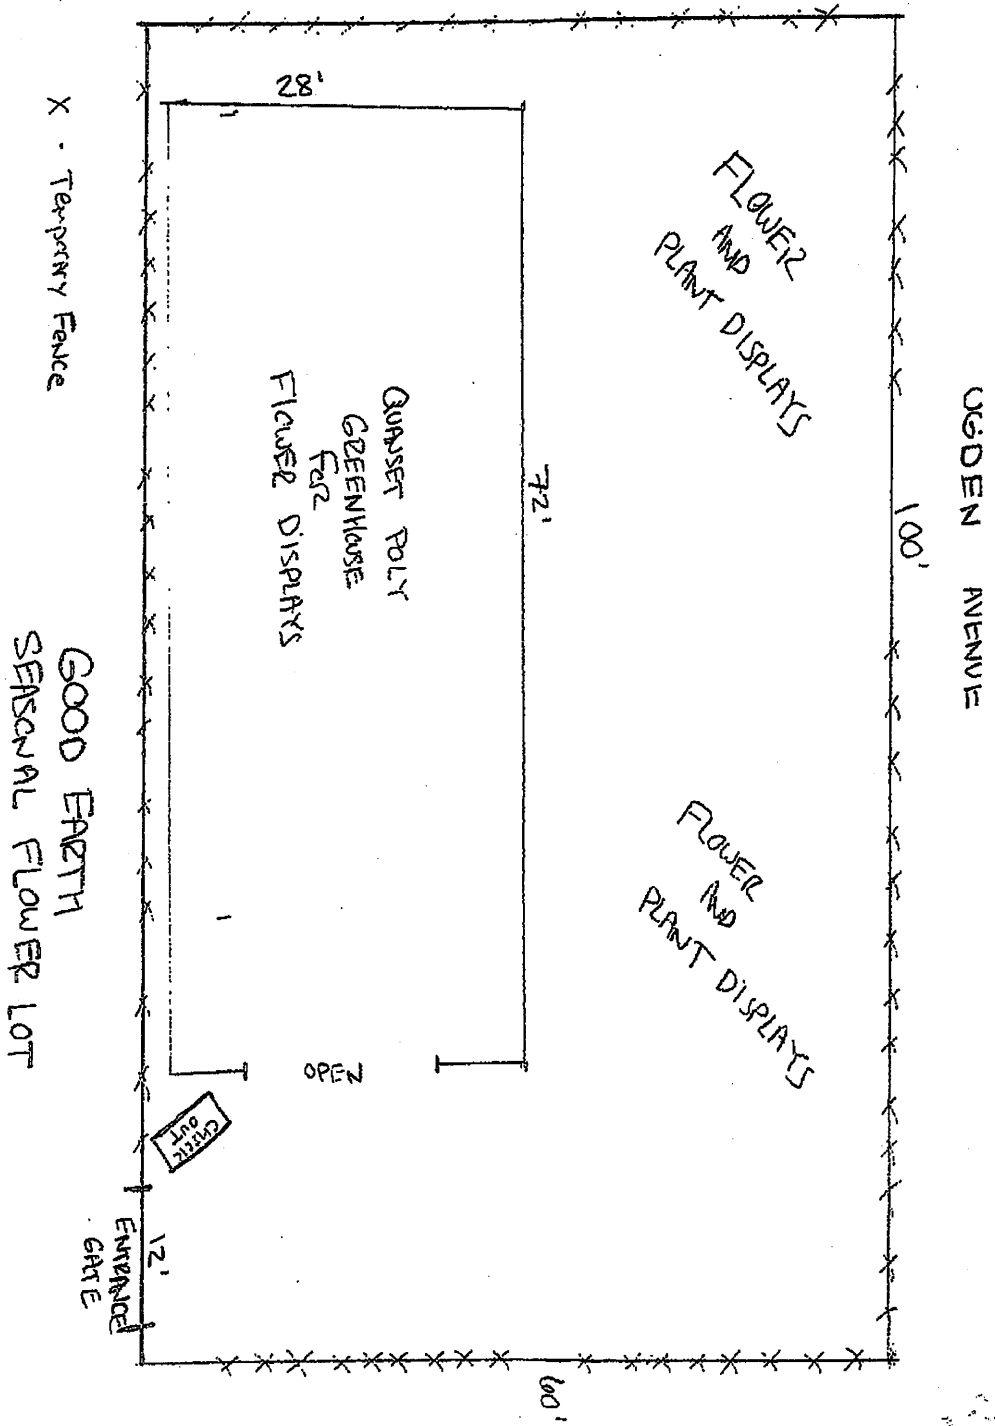 OGDEN AVENUE
100'
FLOWER
AND
PLANT DISPLAYS
FLOWER
AND
PLANT DISPLAYS
60'
72'
28'
QUANSET POLY
GREENHOUSE
FOR
FLOWER DISPLAYS
OPEN
CHECK
OUT
12'
ENTRANCE
GATE
X - TEMPORARY FENCE
GOOD EARTH
SEASONAL FLOWER LOT